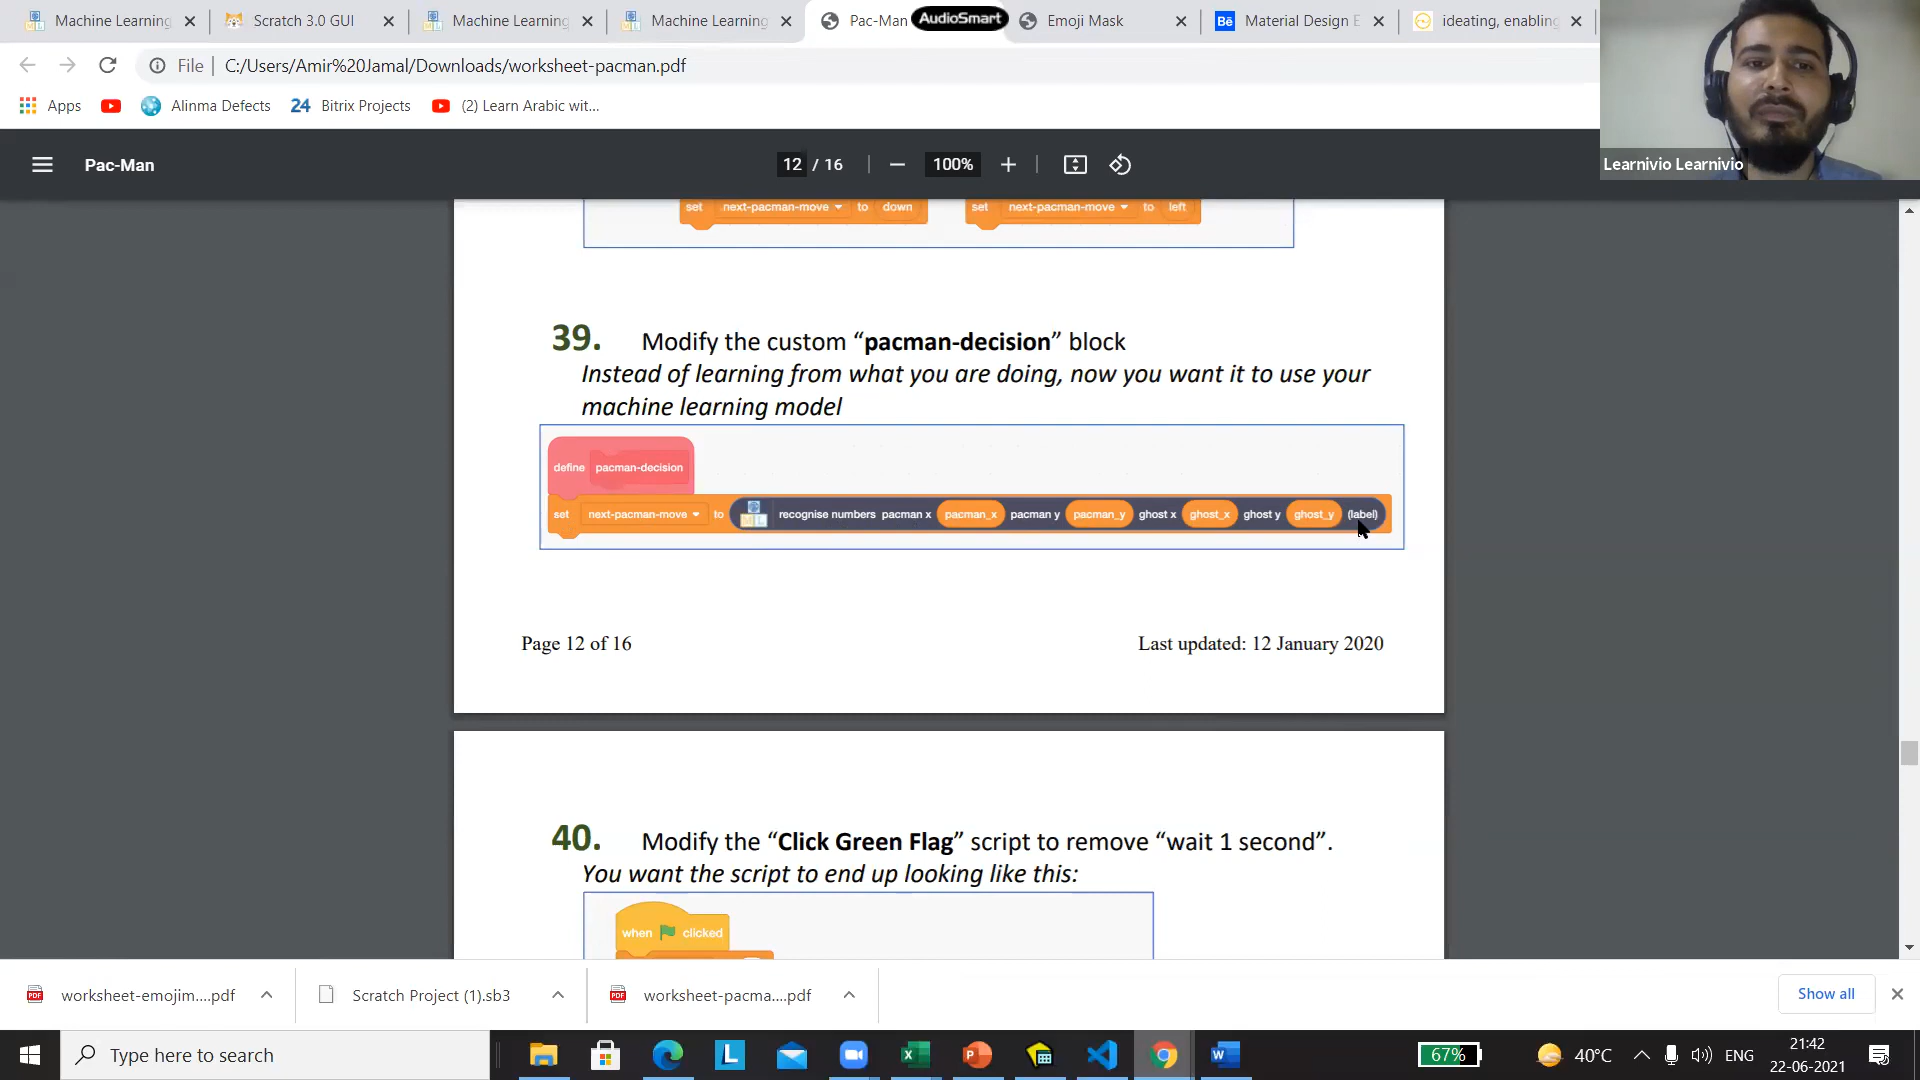 Machine Learning
Scratch 3.0 GUI
Machine Learning
Machine Learning
Pac-Man
AudioSmart
Emoji Mask
Bē
Material Design E
ideating, enabling
File
C:/Users/Amir%20Jamal/Downloads/worksheet-pacman.pdf
Apps
Alinma Defects
24
Bitrix Projects
(2) Learn Arabic wit...
Learnivio Learnivio
Pac-Man
12 / 16
100%
set next-pacman-move to down
set next-pacman-move to left
39. Modify the custom “pacman-decision” block
Instead of learning from what you are doing, now you want it to use your
machine learning model
define pacman-decision
set next-pacman-move to ML recognise numbers pacman x pacman_x pacman y pacman_y ghost x ghost_x ghost y ghost_y (label)
Page 12 of 16
Last updated: 12 January 2020
40. Modify the “Click Green Flag” script to remove “wait 1 second”.
You want the script to end up looking like this:
when clicked
PDF
worksheet-emojim....pdf
Scratch Project (1).sb3
PDF
worksheet-pacma....pdf
Show all
Type here to search
L
67%
40°C
ENG
21:42
22-06-2021